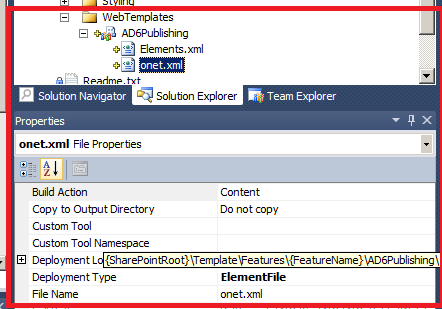 Styling
WebTemplates
AD6Publishing
Elements.xml
onet.xml
Readme.txt
Solution Navigator Solution Explorer Team Explorer
Properties
onet.xml File Properties
Build Action Content
Copy to Output Directory Do not copy
Custom Tool
Custom Tool Namespace
Deployment Lo {SharePointRoot}\Template\Features\{FeatureName}\AD6Publishing\
Deployment Type ElementFile
File Name onet.xml